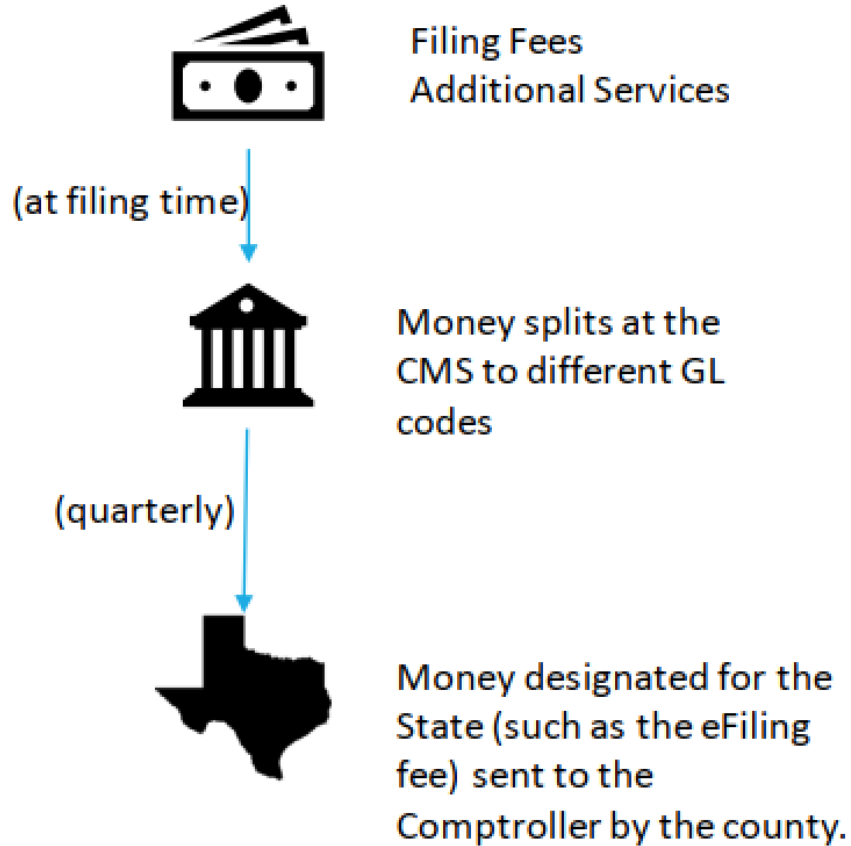 Filing Fees
Additional Services
(at filing time)
Money splits at the
CMS to different GL
codes
(quarterly)
Money designated for the
State (such as the eFiling
fee) sent to the
Comptroller by the county.